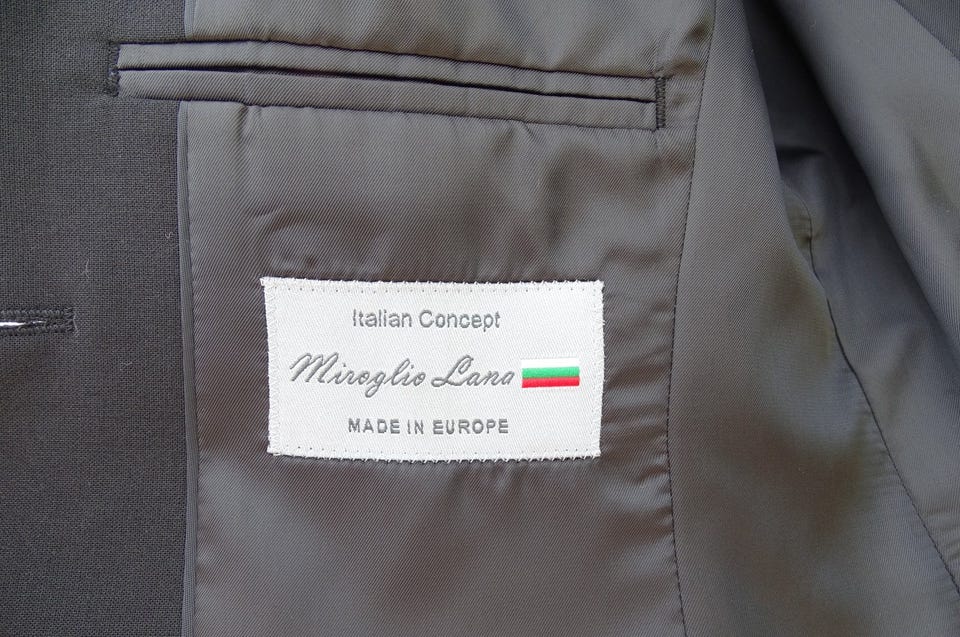 Italian Concept
Miroglio Lana
MADE IN EUROPE